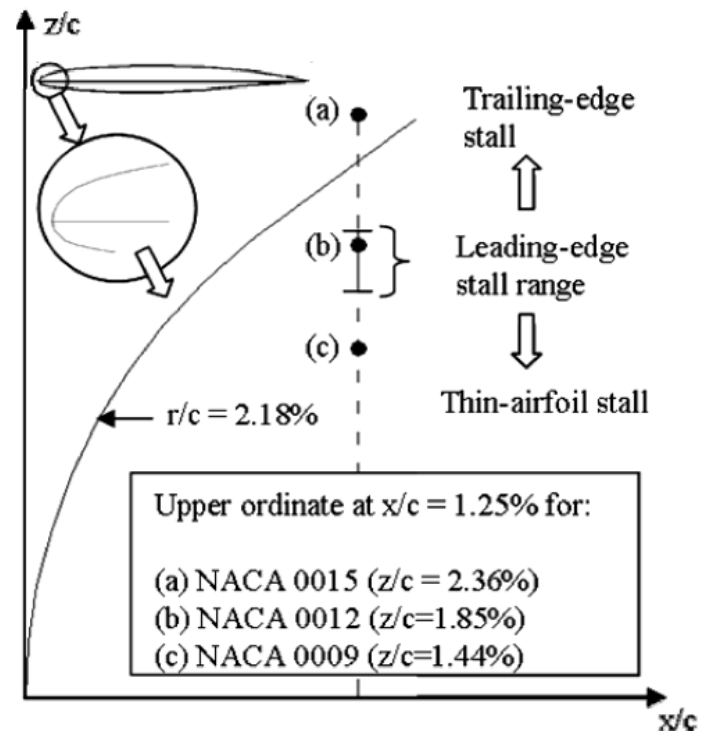 z/c
(a)
Trailing-edge
stall
(b)
Leading-edge
stall range
(c)
Thin-airfoil stall
r/c = 2.18%
Upper ordinate at x/c = 1.25% for:
(a) NACA 0015 (z/c = 2.36%)
(b) NACA 0012 (z/c=1.85%)
(c) NACA 0009 (z/c=1.44%)
x/c